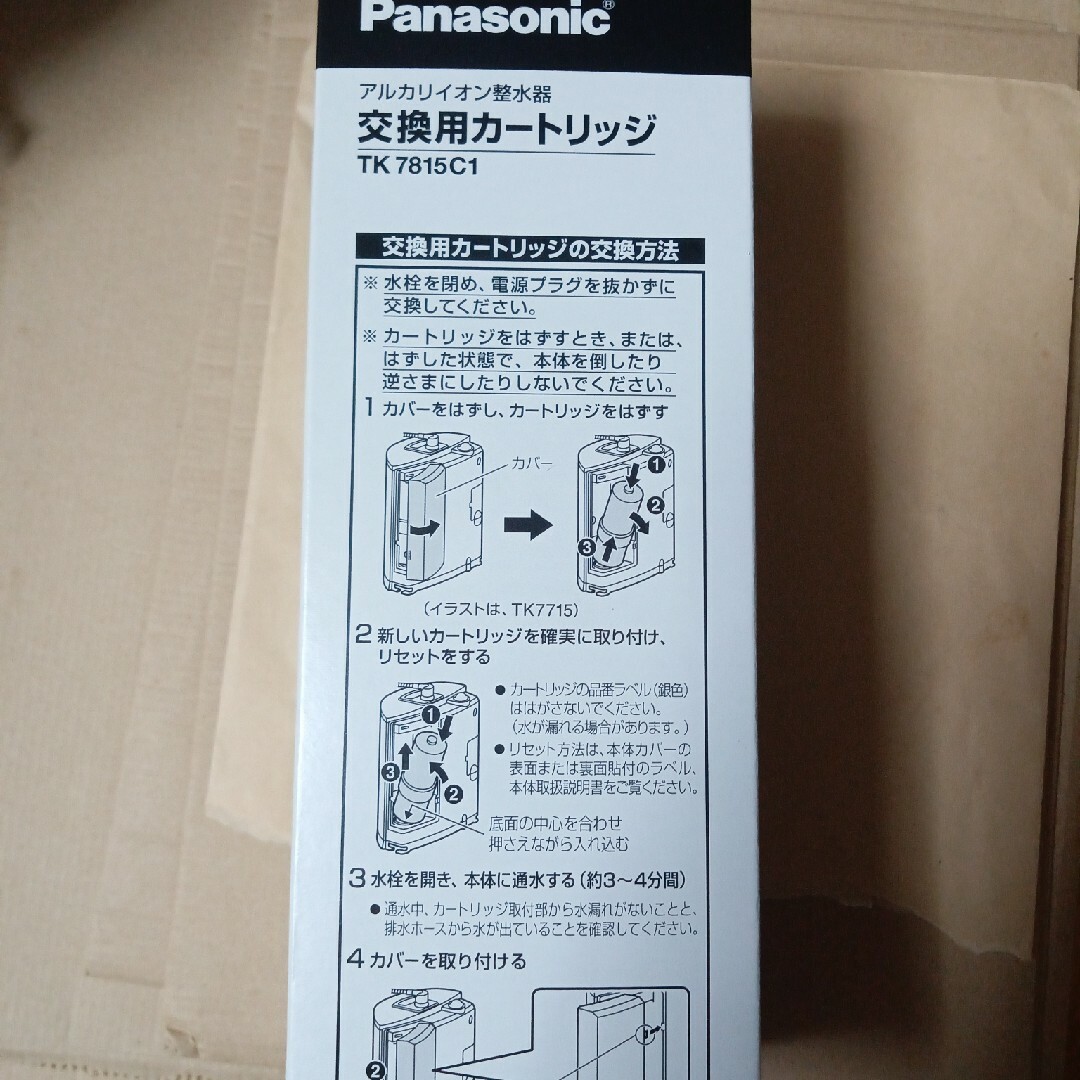 Panasonic®
アルカリイオン整水器
交換用カートリッジ
TK7815C1
交換用カートリッジの交換方法
※ 水栓を閉め、電源プラグを抜かずに
交換してください。
※ カートリッジをはずすとき、または、
はずした状態で、本体を倒したり
逆さまにしたりしないでください。
1 カバーをはずし、カートリッジをはずす
カバー
❶
❷
❸
(イラストは、TK7715)
2 新しいカートリッジを確実に取り付け、
リセットをする
● カートリッジの品番ラベル(銀色)
ははがさないでください。
(水が漏れる場合があります。)
● リセット方法は、本体カバーの
表面または裏面貼付のラベル、
本体取扱説明書をご覧ください。
❶
❸
❷
底面の中心を合わせ
押さえながら入れ込む
3 水栓を開き、本体に通水する(約3〜4分間)
● 通水中、カートリッジ取付部から水漏れがないことと、
排水ホースから水が出ていることを確認してください。
4 カバーを取り付ける
❷